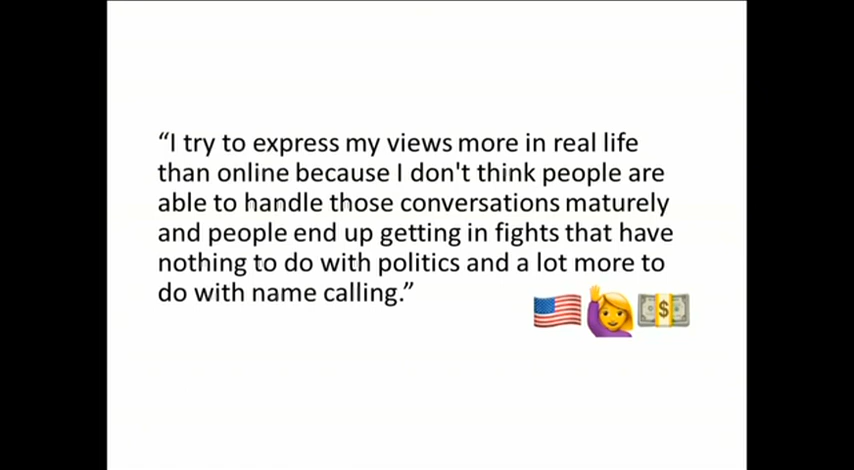 “I try to express my views more in real life
than online because I don't think people are
able to handle those conversations maturely
and people end up getting in fights that have
nothing to do with politics and a lot more to
do with name calling.”